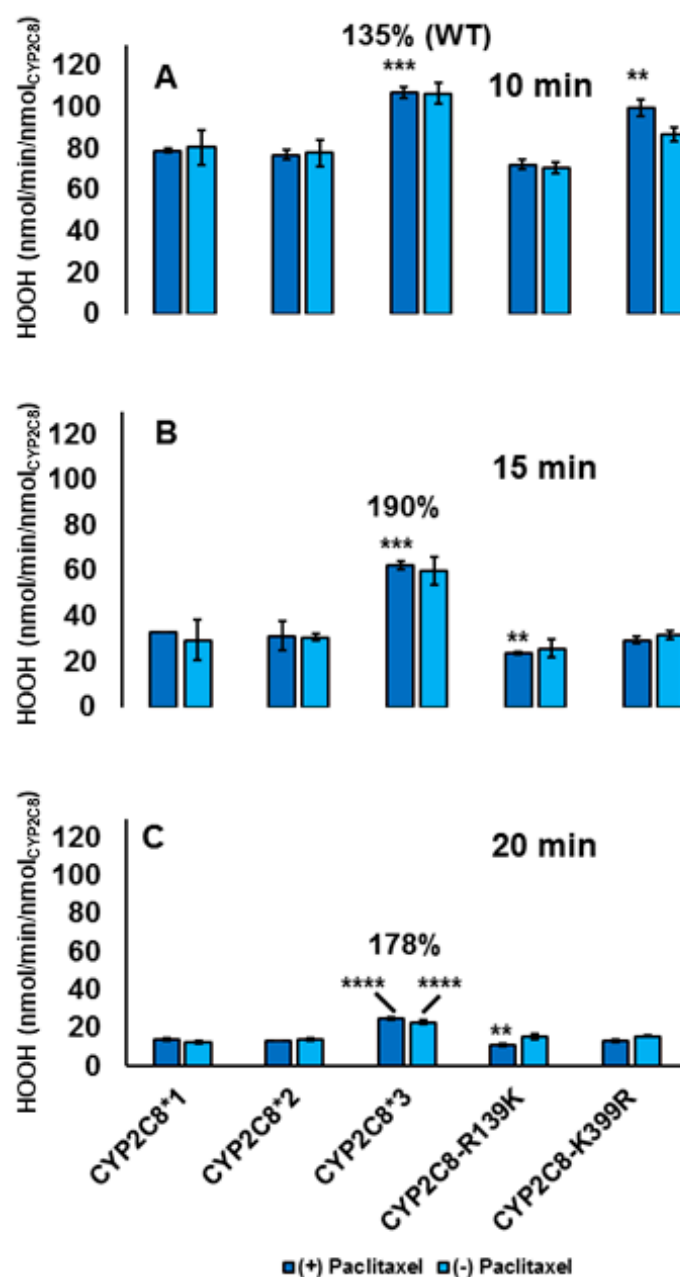 135% (WT)
A
***
10 min
**
120
100
80
60
40
20
0
HOOH (nmol/min/nmolCYP2C8)
B
15 min
190%
***
**
120
100
80
60
40
20
0
HOOH (nmol/min/nmolCYP2C8)
C
20 min
178%
**** ****
**
120
100
80
60
40
20
0
HOOH (nmol/min/nmolCYP2C8)
CYP2C8*1
CYP2C8*2
CYP2C8*3
CYP2C8-R139K
CYP2C8-K399R
(+) Paclitaxel (-) Paclitaxel